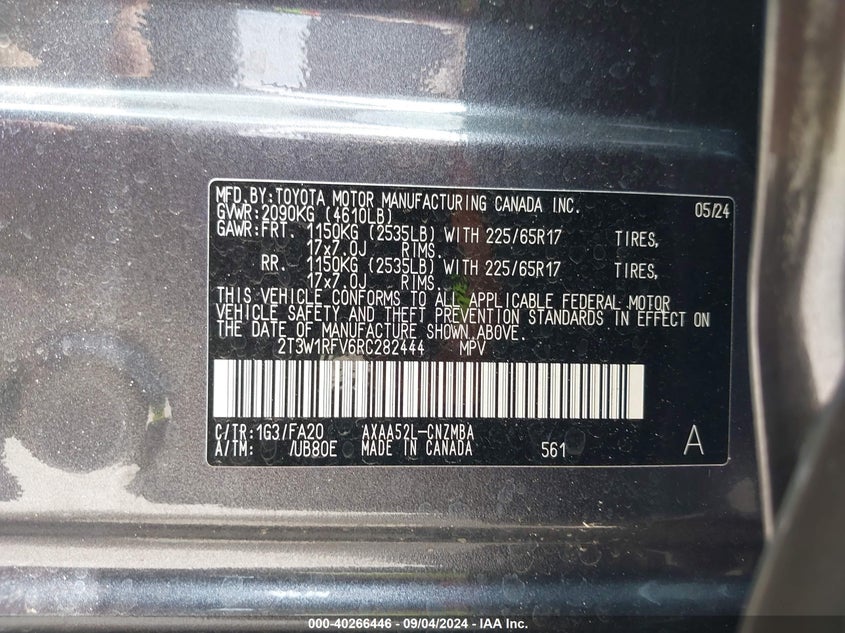 MFD.BY:TOYOTA MOTOR MANUFACTURING CANADA INC. 05/24
GVWR:2090KG (4610LB)
GAWR:FRT. 1150KG (2535LB) WITH 225/65R17 TIRES,
17x7.0J RIMS.
RR. 1150KG (2535LB) WITH 225/65R17 TIRES,
17x7.0J RIMS.
THIS VEHICLE CONFORMS TO ALL APPLICABLE FEDERAL MOTOR
VEHICLE SAFETY AND THEFT PREVENTION STANDARDS IN EFFECT ON
THE DATE OF MANUFACTURE SHOWN ABOVE.
2T3W1RFV6RC282444 MPV
C/TR:1G3/FA20 AXAA52L-CNZMBA
A/TM: /UB80E MADE IN CANADA 561 A
000-40266446 - 09/04/2024 - IAA Inc.